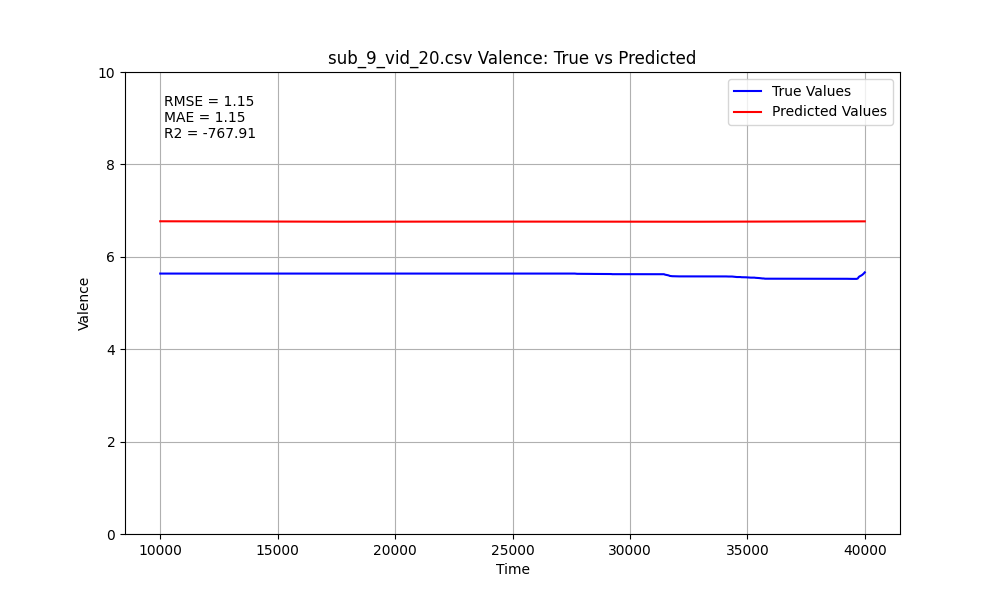 sub_9_vid_20.csv Valence: True vs Predicted
RMSE = 1.15
MAE = 1.15
R2 = -767.91
True Values
Predicted Values
Valence
10
8
6
4
2
0
10000 15000 20000 25000 30000 35000 40000
Time